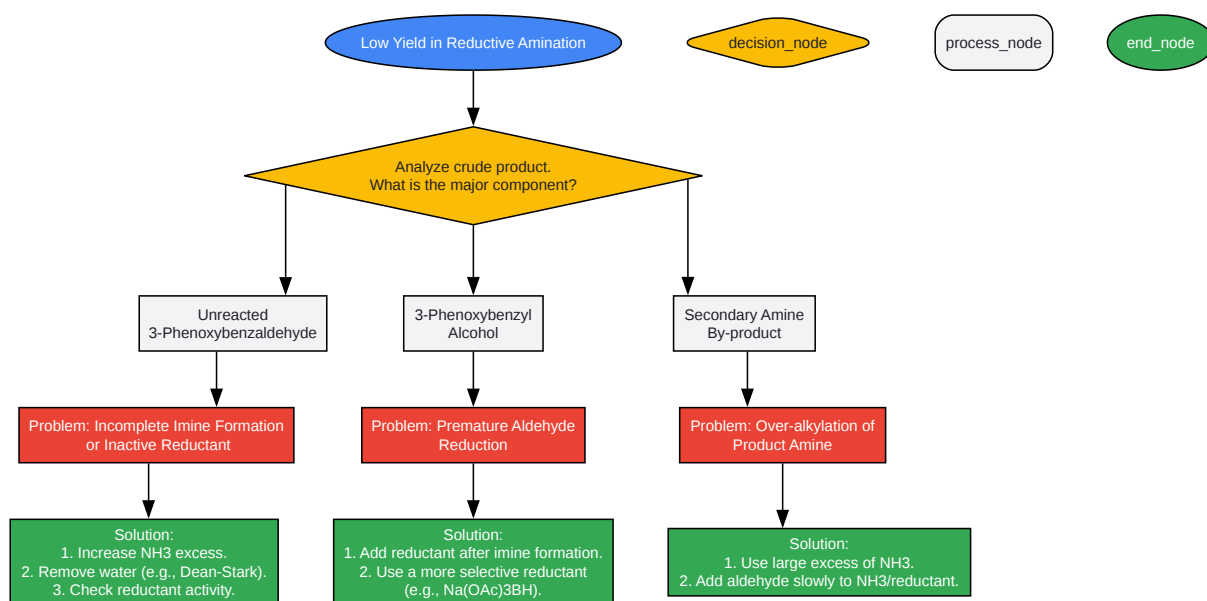 Low Yield in Reductive Amination
decision_node
process_node
end_node
Analyze crude product.
What is the major component?
Unreacted
3-Phenoxybenzaldehyde
3-Phenoxybenzyl
Alcohol
Secondary Amine
By-product
Problem: Incomplete Imine Formation
or Inactive Reductant
Problem: Premature Aldehyde
Reduction
Problem: Over-alkylation of
Product Amine
Solution:
1. Increase NH3 excess.
2. Remove water (e.g., Dean-Stark).
3. Check reductant activity.
Solution:
1. Add reductant after imine formation.
2. Use a more selective reductant
(e.g., Na(OAc)3BH).
Solution:
1. Use large excess of NH3.
2. Add aldehyde slowly to NH3/reductant.